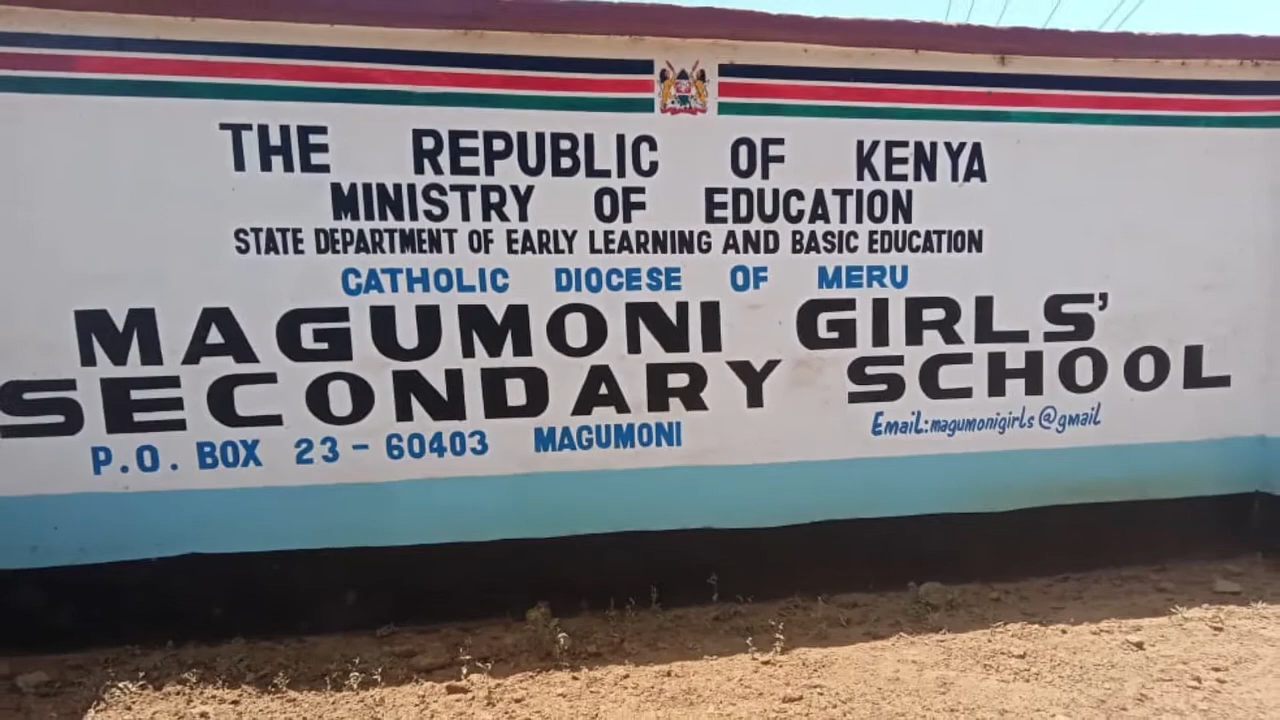 THE REPUBLIC OF KENYA
MINISTRY OF EDUCATION
STATE DEPARTMENT OF EARLY LEARNING AND BASIC EDUCATION
CATHOLIC DIOCESE OF MERU
MAGUMONI GIRLS'
SECONDARY SCHOOL
P.O. BOX 23 - 60403 MAGUMONI
Email:magumonigirls@gmail